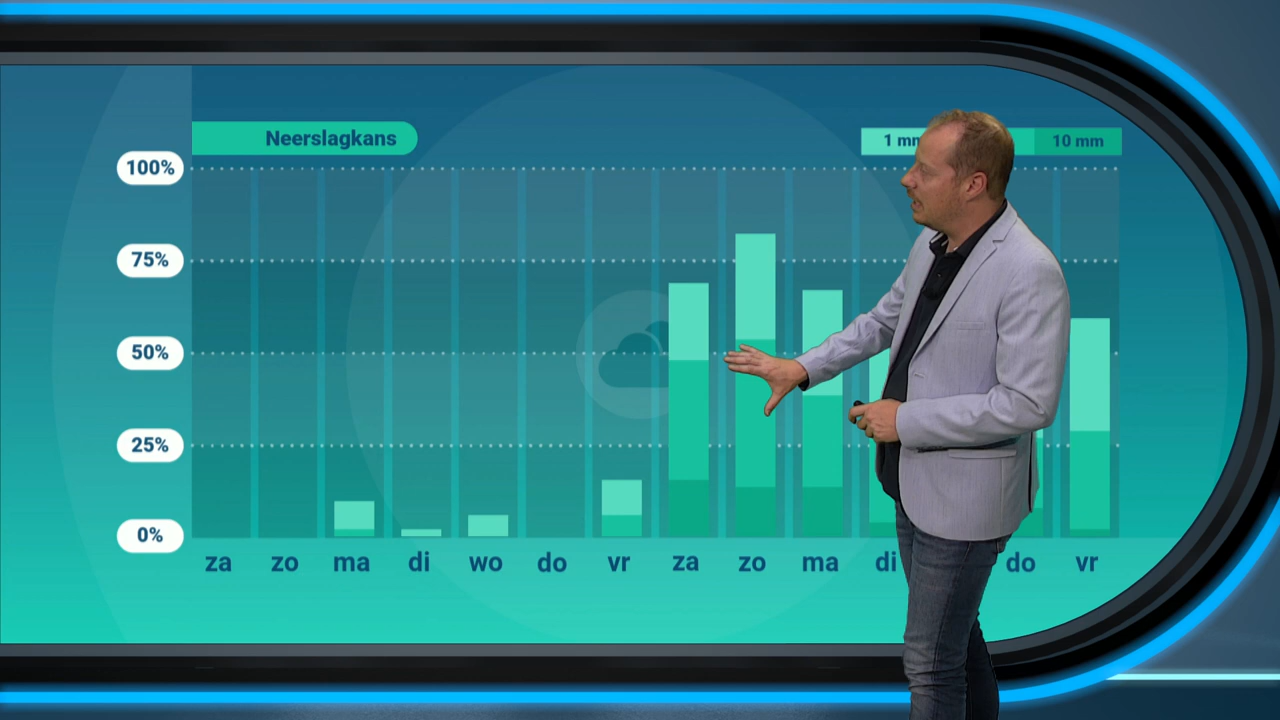 Neerslagkans
1 mm
10 mm
100%
75%
50%
25%
0%
za zo ma di wo do vr za zo ma di do vr